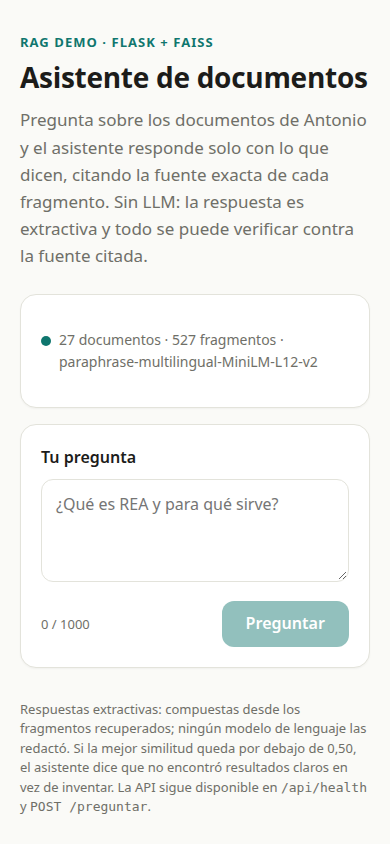 RAG DEMO · FLASK + FAISS
Asistente de documentos
Pregunta sobre los documentos de Antonio
y el asistente responde solo con lo que
dicen, citando la fuente exacta de cada
fragmento. Sin LLM: la respuesta es
extractiva y todo se puede verificar contra
la fuente citada.
27 documentos · 527 fragmentos ·
paraphrase-multilingual-MiniLM-L12-v2
Tu pregunta
¿Qué es REA y para qué sirve?
0 / 1000
Preguntar
Respuestas extractivas: compuestas desde los
fragmentos recuperados; ningún modelo de lenguaje las
redactó. Si la mejor similitud queda por debajo de 0,50,
el asistente dice que no encontró resultados claros en
vez de inventar. La API sigue disponible en /api/health
y POST /preguntar.